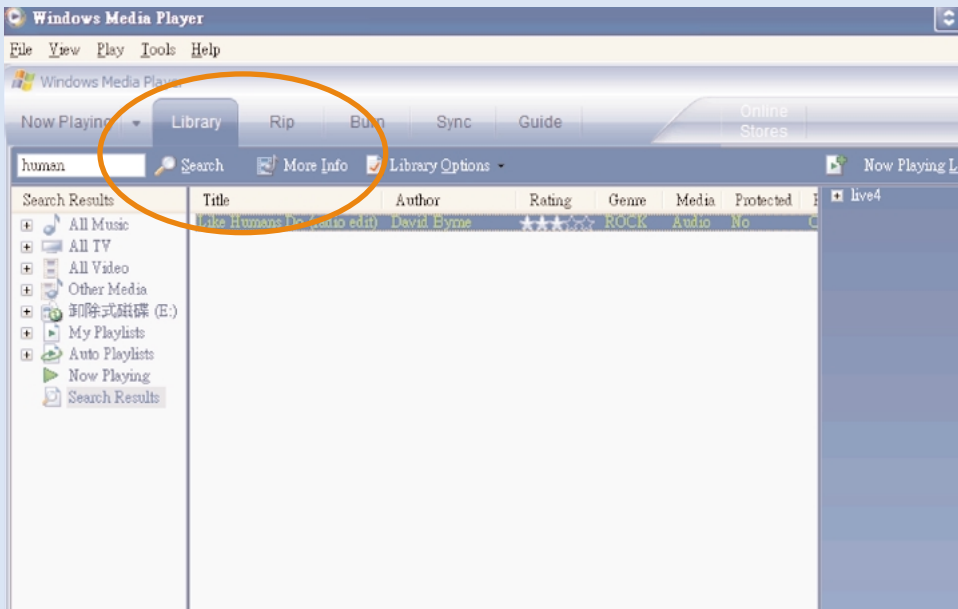 Windows Media Player
File View Play Tools Help
Windows Media Player
Now Playing Library Rip Burn Sync Guide Online Stores
human Search More Info Library Options Now Playing L
Search Results Title Author Rating Genre Media Protected
Like Humans Do (radio edit) David Byrne ROCK Audio No
live4
All Music
All TV
All Video
Other Media
卸除式磁碟 (E:)
My Playlists
Auto Playlists
Now Playing
Search Results